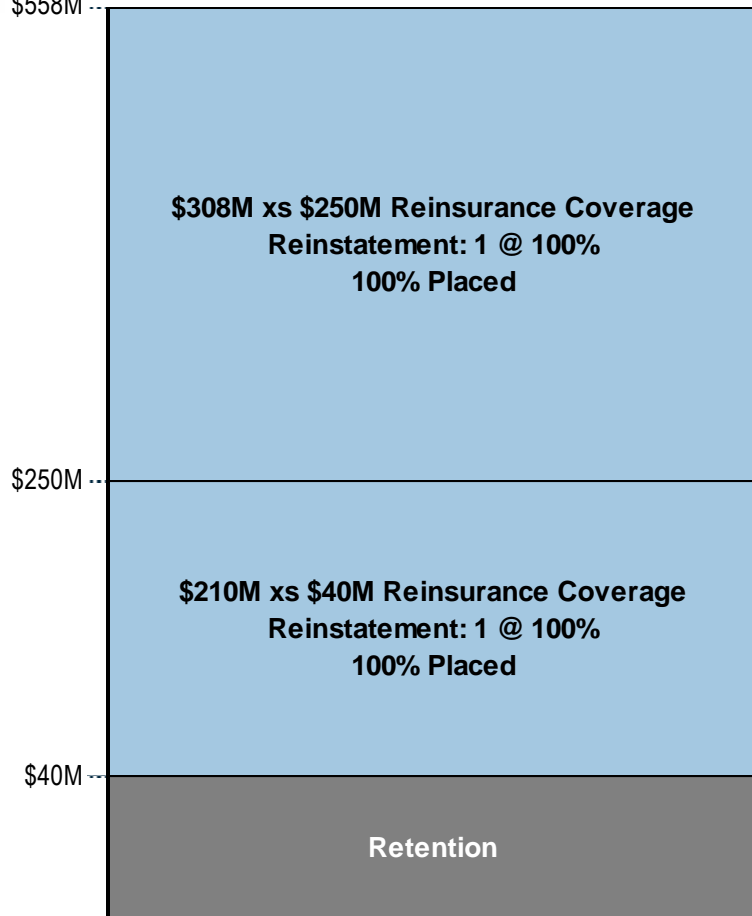 $558M
$308M xs $250M Reinsurance Coverage
Reinstatement: 1 @ 100%
100% Placed
$250M
$210M xs $40M Reinsurance Coverage
Reinstatement: 1 @ 100%
100% Placed
$40M
Retention